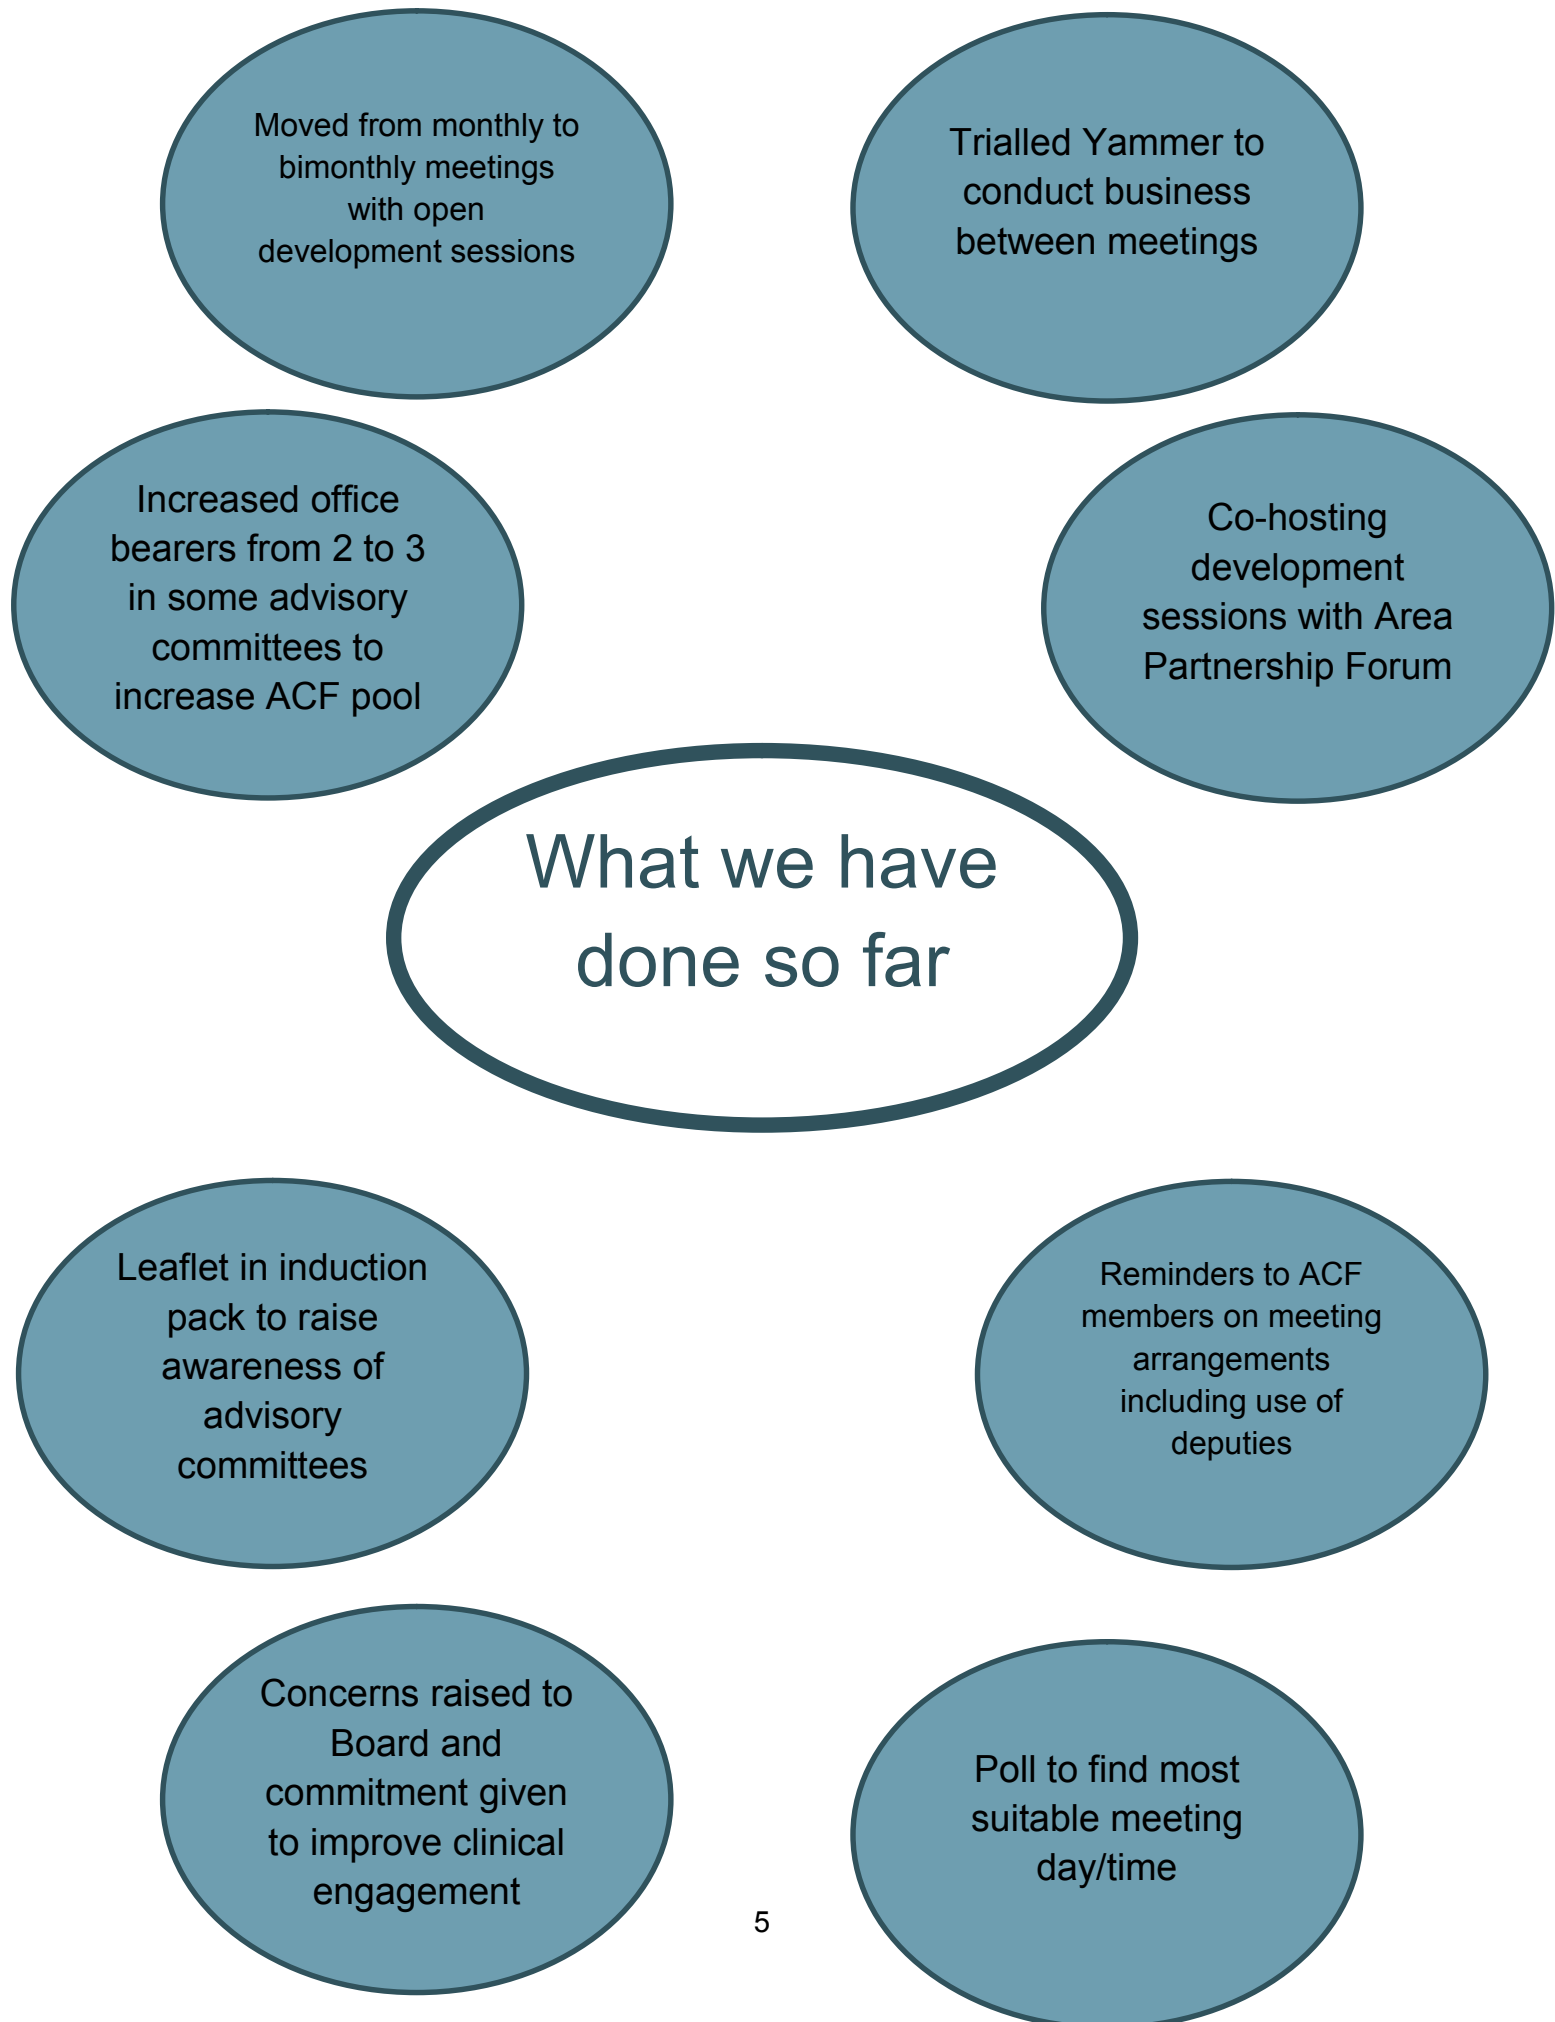 Moved from monthly to
bimonthly meetings
with open
development sessions
Trialled Yammer to
conduct business
between meetings
Increased office
bearers from 2 to 3
in some advisory
committees to
increase ACF pool
Co-hosting
development
sessions with Area
Partnership Forum
What we have
done so far
Leaflet in induction
pack to raise
awareness of
advisory
committees
Reminders to ACF
members on meeting
arrangements
including use of
deputies
Concerns raised to
Board and
commitment given
to improve clinical
engagement
Poll to find most
suitable meeting
day/time
5